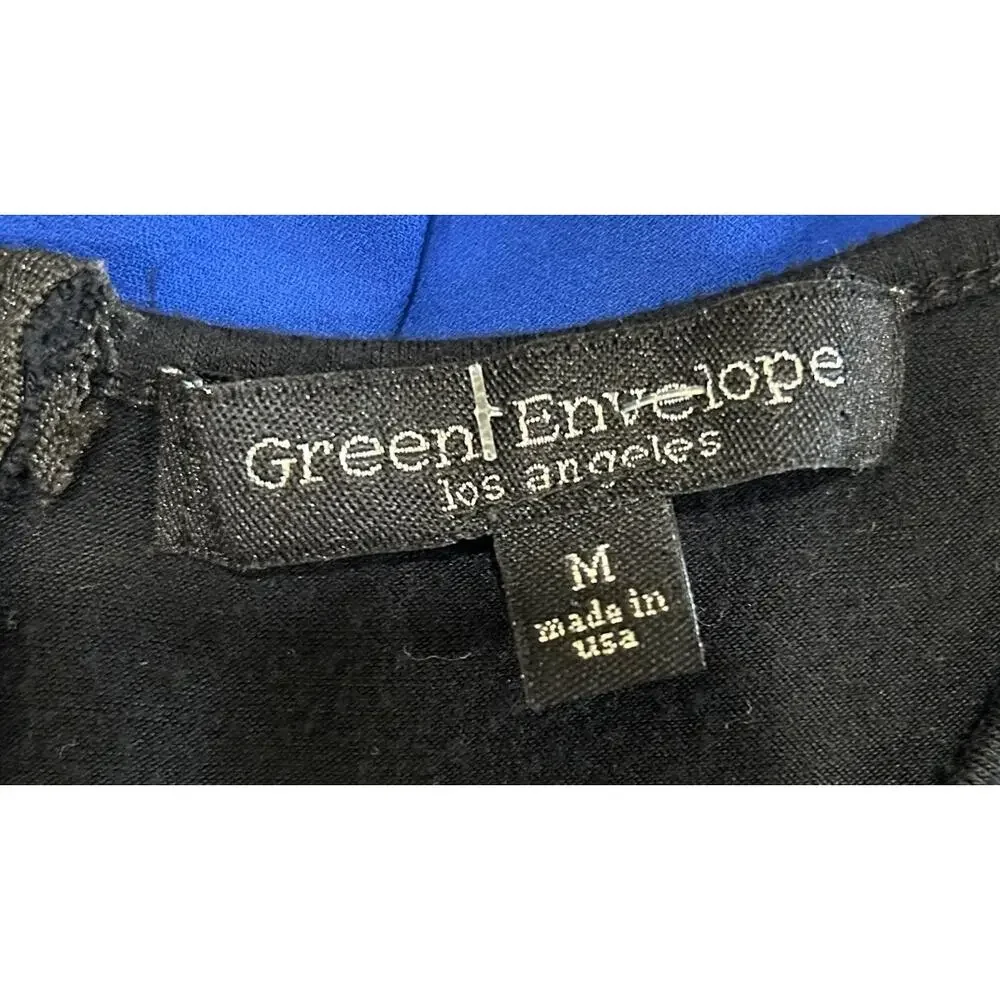 Green Envelope
los angeles
M
made in
usa